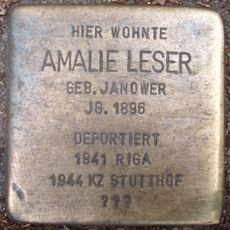 HIER WOHNTE
AMALIE LESER
GEB. JANOWER
JG. 1896
DEPORTIERT
1941 RIGA
1944 KZ STUTTHOF
???